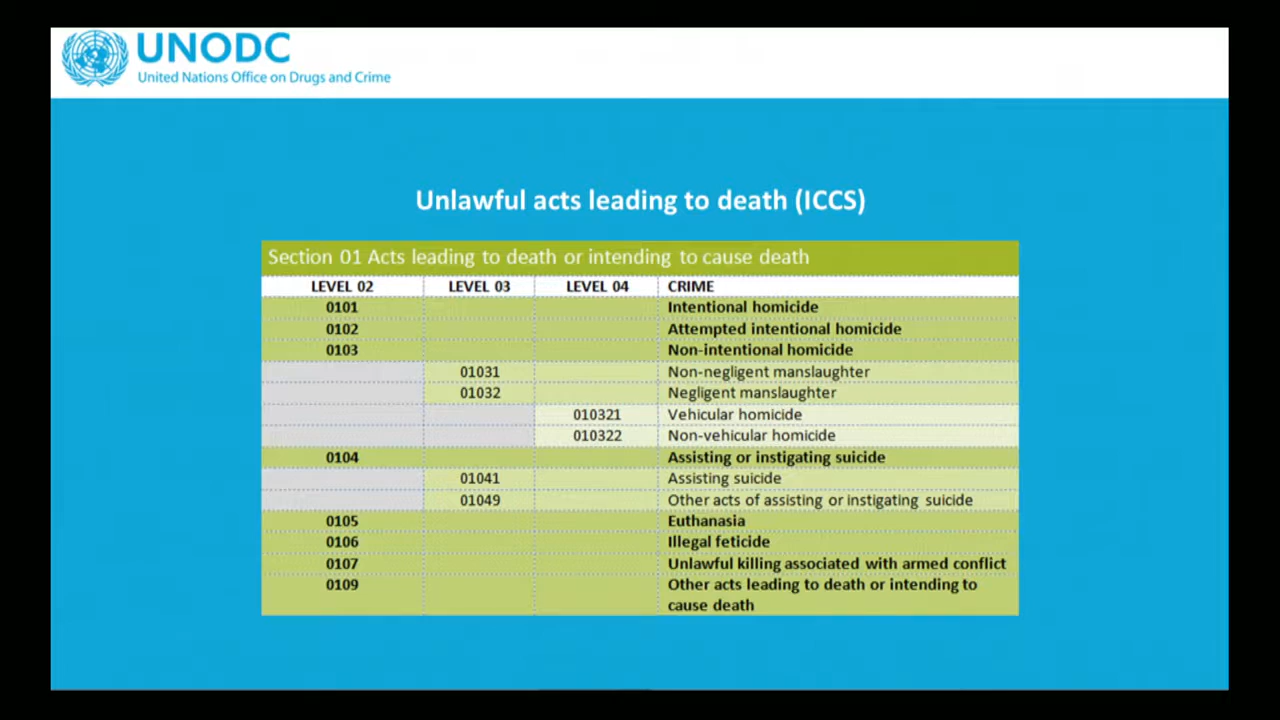 UNODC
United Nations Office on Drugs and Crime
Unlawful acts leading to death (ICCS)
Section 01 Acts leading to death or intending to cause death
LEVEL 02 LEVEL 03 LEVEL 04 CRIME
0101 Intentional homicide
0102 Attempted intentional homicide
0103 Non-intentional homicide
01031 Non-negligent manslaughter
01032 Negligent manslaughter
010321 Vehicular homicide
010322 Non-vehicular homicide
0104 Assisting or instigating suicide
01041 Assisting suicide
01049 Other acts of assisting or instigating suicide
0105 Euthanasia
0106 Illegal feticide
0107 Unlawful killing associated with armed conflict
0109 Other acts leading to death or intending to
cause death